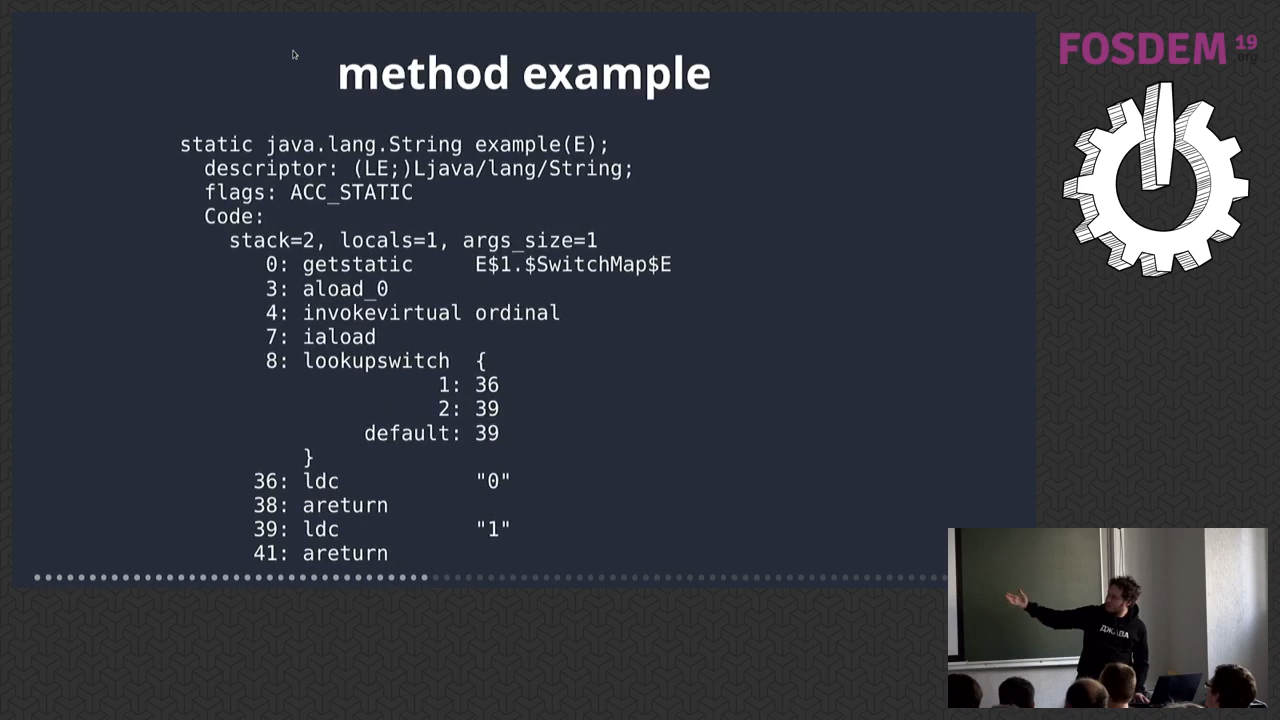 method example
static java.lang.String example(E);
descriptor: (LE;)Ljava/lang/String;
flags: ACC_STATIC
Code:
stack=2, locals=1, args_size=1
0: getstatic E$1.$SwitchMap$E
3: aload_0
4: invokevirtual ordinal
7: iaload
8: lookupswitch {
1: 36
2: 39
default: 39
}
36: ldc "0"
38: areturn
39: ldc "1"
41: areturn
FOSDEM 19
.org
ДЖАВА